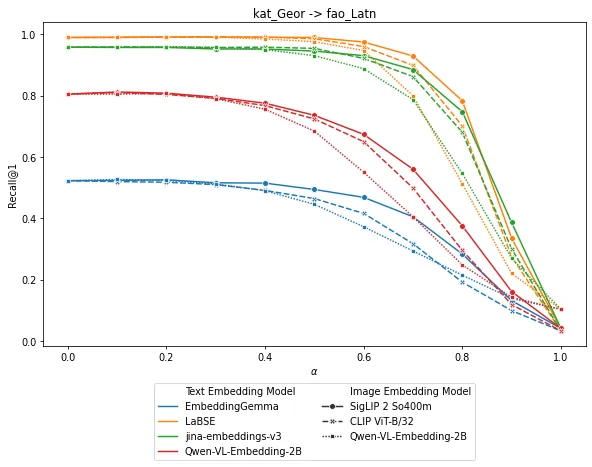 kat_Geor -> fao_Latn
1.0
0.8
0.6
0.4
0.2
0.0
Recall@1
0.0 0.2 0.4 0.6 0.8 1.0
α
Text Embedding Model
EmbeddingGemma
LaBSE
jina-embeddings-v3
Qwen-VL-Embedding-2B
Image Embedding Model
SigLIP 2 So400m
CLIP ViT-B/32
Qwen-VL-Embedding-2B